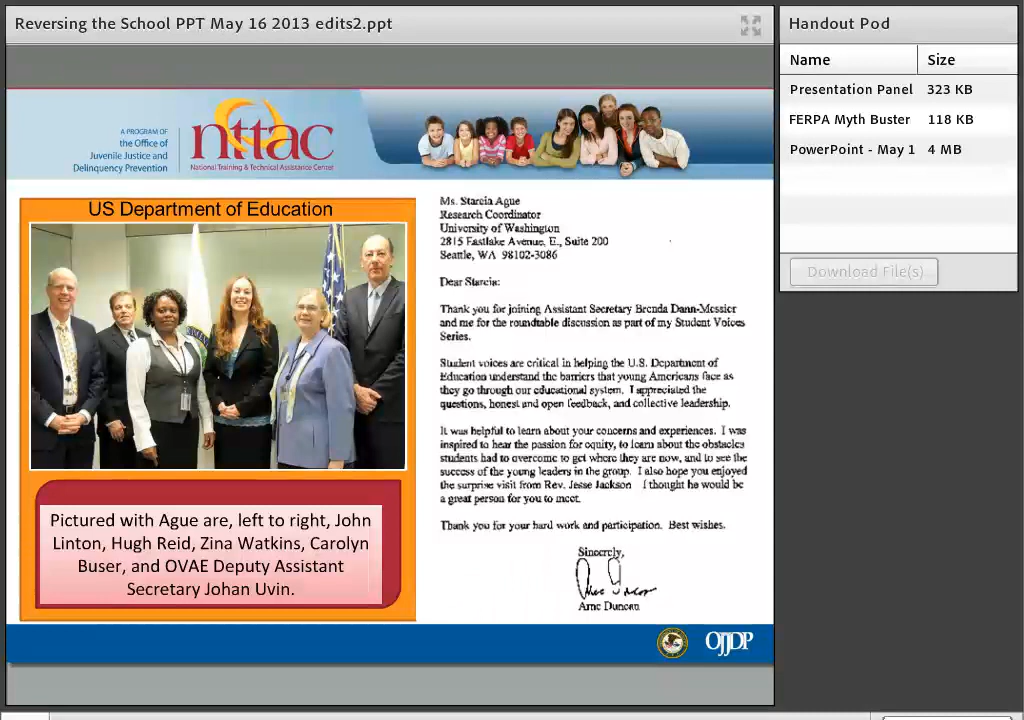 Reversing the School PPT May 16 2013 edits2.ppt
A PROGRAM OF
the Office of
Juvenile Justice and
Delinquency Prevention
nttac
National Training & Technical Assistance Center
US Department of Education
Pictured with Ague are, left to right, John
Linton, Hugh Reid, Zina Watkins, Carolyn
Buser, and OVAE Deputy Assistant
Secretary Johan Uvin.
Ms. Starcia Ague
Research Coordinator
University of Washington
2815 Eastlake Avenue, E., Suite 200
Seattle, WA 98102-3086
Dear Starcia:
Thank you for joining Assistant Secretary Brenda Dann-Messier
and me for the roundtable discussion as part of my Student Voices
Series.
Student voices are critical in helping the U.S. Department of
Education understand the barriers that young Americans face as
they go through our educational system. I appreciated the
questions, honest and open feedback, and collective leadership.
It was helpful to learn about your concerns and experiences. I was
inspired to hear the passion for equity, to learn about the obstacles
students had to overcome to get where they are now, and to see the
success of the young leaders in the group. I also hope you enjoyed
the surprise visit from Rev. Jesse Jackson I thought he would be
a great person for you to meet.
Thank you for your hard work and participation. Best wishes.
Sincerely,
Arne Duncan
OJJDP
Handout Pod
Name Size
Presentation Panel 323 KB
FERPA Myth Buster 118 KB
PowerPoint - May 1 4 MB
Download File(s)